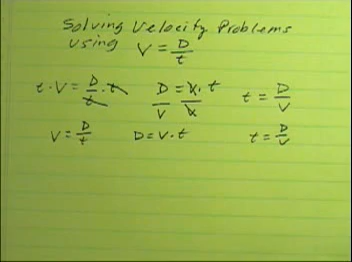 Solving Velocity Problems
using V = D/t
t · V = D/t · t D/V = V · t/V t = D/V
V = D/t D = V · t t = D/V